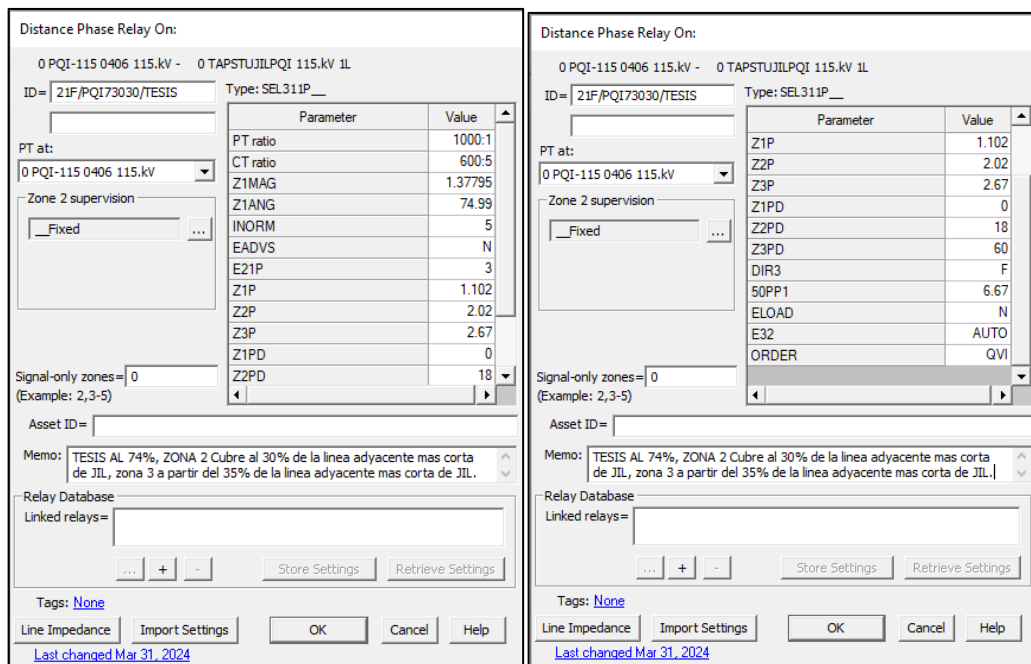 Distance Phase Relay On:
0 PQI-115 0406 115.kV - 0 TAPSTUJILPQI 115.kV 1L
ID= 21F/PQI73030/TESIS
Type: SEL311P__
PT at:
0 PQI-115 0406 115.kV
Zone 2 supervision
__Fixed
...
Parameter Value
PT ratio 1000:1
CT ratio 600:5
Z1MAG 1.37795
Z1ANG 74.99
INORM 5
EADVS N
E21P 3
Z1P 1.102
Z2P 2.02
Z3P 2.67
Z1PD 0
Z2PD 18
Signal-only zones= 0
(Example: 2,3-5)
Asset ID=
Memo: TESIS AL 74%, ZONA 2 Cubre al 30% de la linea adyacente mas corta
de JIL, zona 3 a partir del 35% de la linea adyacente mas corta de JIL.
Relay Database
Linked relays=
... + - Store Settings Retrieve Settings
Tags: None
Line Impedance Import Settings OK Cancel Help
Last changed Mar 31, 2024
Distance Phase Relay On:
0 PQI-115 0406 115.kV - 0 TAPSTUJILPQI 115.kV 1L
ID= 21F/PQI73030/TESIS
Type: SEL311P__
PT at:
0 PQI-115 0406 115.kV
Zone 2 supervision
__Fixed
...
Parameter Value
Z1P 1.102
Z2P 2.02
Z3P 2.67
Z1PD 0
Z2PD 18
Z3PD 60
DIR3 F
50PP1 6.67
ELOAD N
E32 AUTO
ORDER QVI
Signal-only zones= 0
(Example: 2,3-5)
Asset ID=
Memo: TESIS AL 74%, ZONA 2 Cubre al 30% de la linea adyacente mas corta
de JIL, zona 3 a partir del 35% de la linea adyacente mas corta de JIL.
Relay Database
Linked relays=
... + - Store Settings Retrieve Settings
Tags: None
Line Impedance Import Settings OK Cancel Help
Last changed Mar 31, 2024